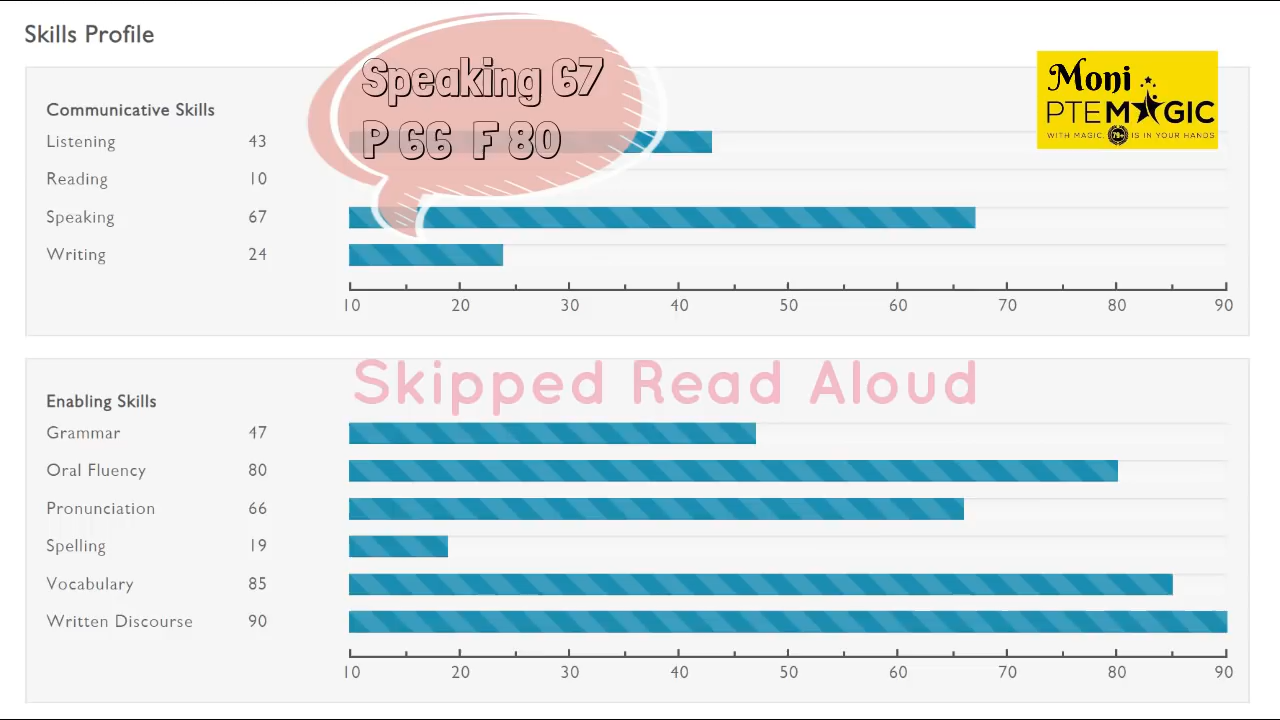 Skills Profile
Speaking 67
P 66 F 80
Moni
PTEMAGIC
WITH MAGIC, 79+ IS IN YOUR HANDS
Communicative Skills
Listening 43
Reading 10
Speaking 67
Writing 24
10 20 30 40 50 60 70 80 90
Skipped Read Aloud
Enabling Skills
Grammar 47
Oral Fluency 80
Pronunciation 66
Spelling 19
Vocabulary 85
Written Discourse 90
10 20 30 40 50 60 70 80 90